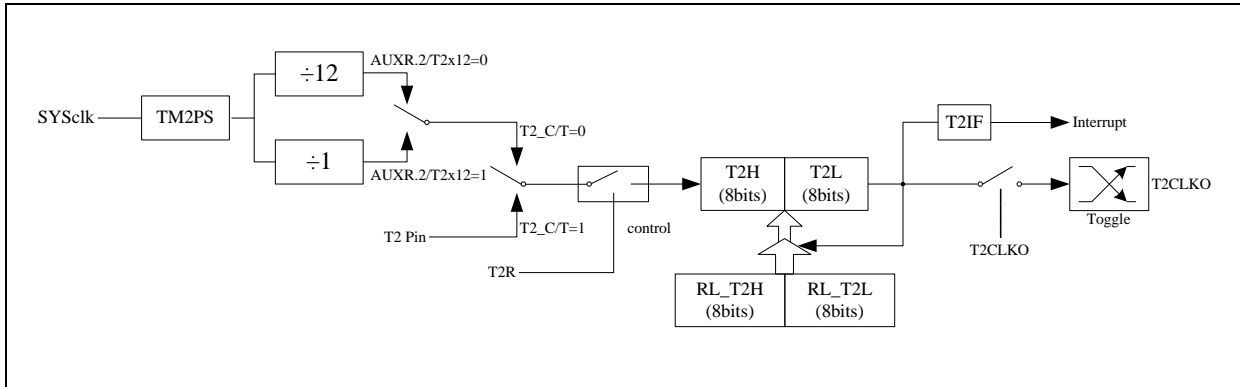 ÷12
AUXR.2/T2x12=0
SYSclk
TM2PS
T2_C/T=0
÷1
AUXR.2/T2x12=1
T2IF
Interrupt
T2H
(8bits)
T2L
(8bits)
T2CLKO
Toggle
T2 Pin
T2_C/T=1
control
T2CLKO
T2R
RL_T2H
(8bits)
RL_T2L
(8bits)